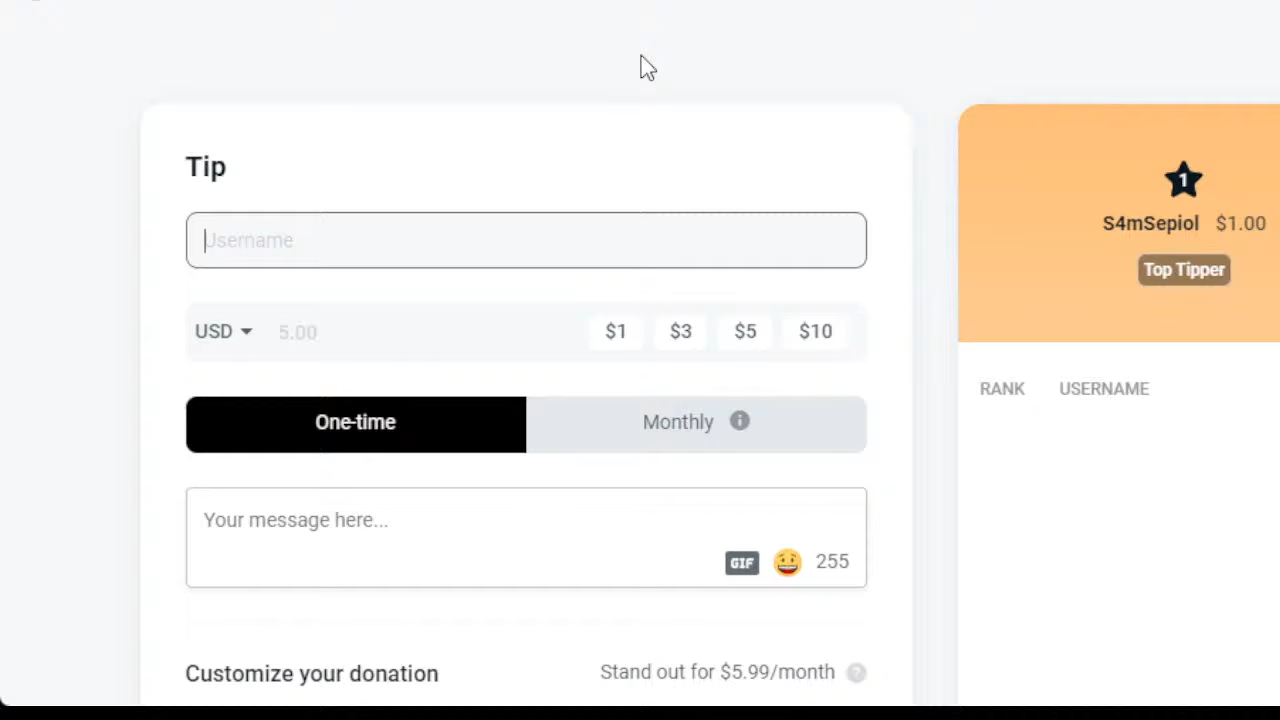 Tip
Username
USD 5.00 $1 $3 $5 $10
One-time Monthly
Your message here...
GIF 255
Customize your donation Stand out for $5.99/month ?
1
S4mSepiol $1.00
Top Tipper
RANK USERNAME